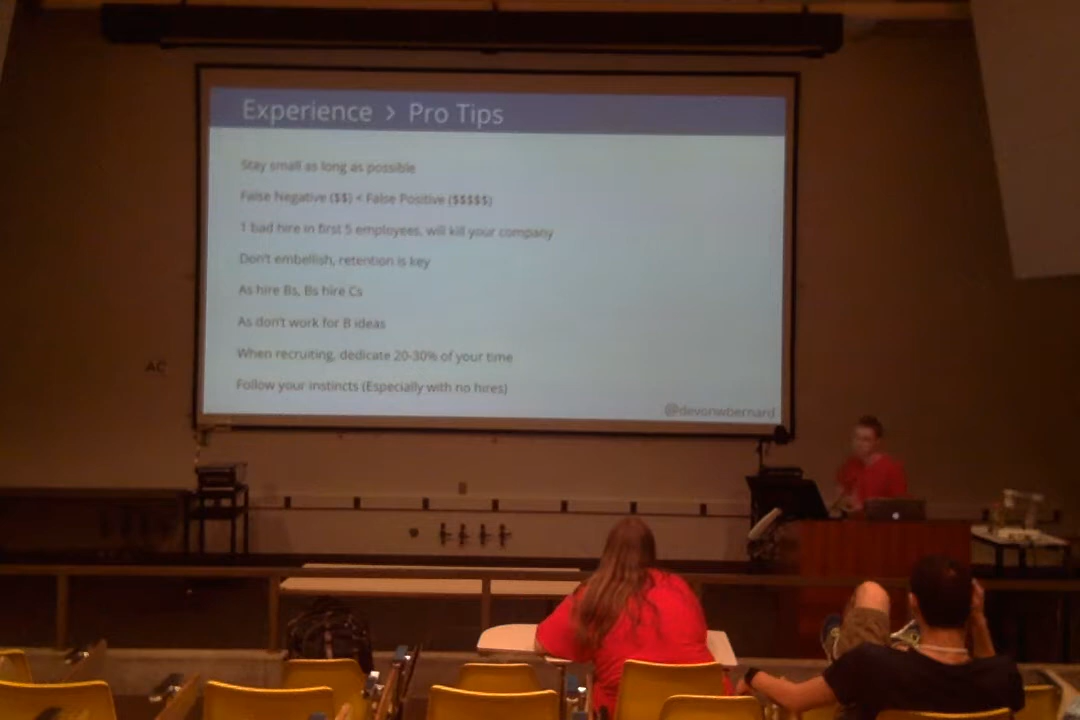 Experience > Pro Tips
Stay small as long as possible
False Negative ($$) < False Positive ($$$$$)
1 bad hire in first 5 employees, will kill your company
Don't embellish, retention is key
As hire Bs, Bs hire Cs
As don't work for B ideas
When recruiting, dedicate 20-30% of your time
Follow your instincts (Especially with no hires)
@devonwbernard
AC